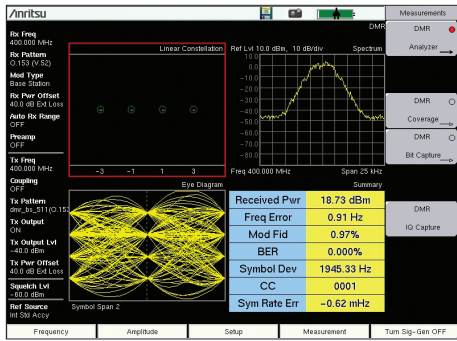 Anritsu
Measurements
DMR
DMR
Analyzer
DMR
Coverage
DMR
Bit Capture
DMR
IQ Capture
Rx Freq
400.000 MHz
Rx Pattern
0.153 (V.52)
Mod Type
Base Station
Rx Pwr Offset
40.0 dB Ext Loss
Auto Rx Range
OFF
Preamp
OFF
Tx Freq
400.000 MHz
Coupling
OFF
Tx Pattern
dmr_bs_511(O.153
Tx Output
ON
Tx Output Lvl
-40.0 dBm
Tx Pwr Offset
40.0 dB Ext Loss
Squelch Lvl
-60.0 dBm
Ref Source
Int Std Accy
Linear Constellation
-3 -1 1 3
Ref Lvl 10.0 dBm, 10 dB/div Spectrum
10.0
0.0
-10.0
-20.0
-30.0
-40.0
-50.0
-60.0
-70.0
-80.0
Freq 400.000 MHz Span 25 kHz
Eye Diagram
Symbol Span 2
Summary
Received Pwr 18.73 dBm
Freq Error 0.91 Hz
Mod Fid 0.97%
BER 0.000%
Symbol Dev 1945.33 Hz
CC 0001
Sym Rate Err -0.62 mHz
Frequency Amplitude Setup Measurement Turn Sig-Gen OFF